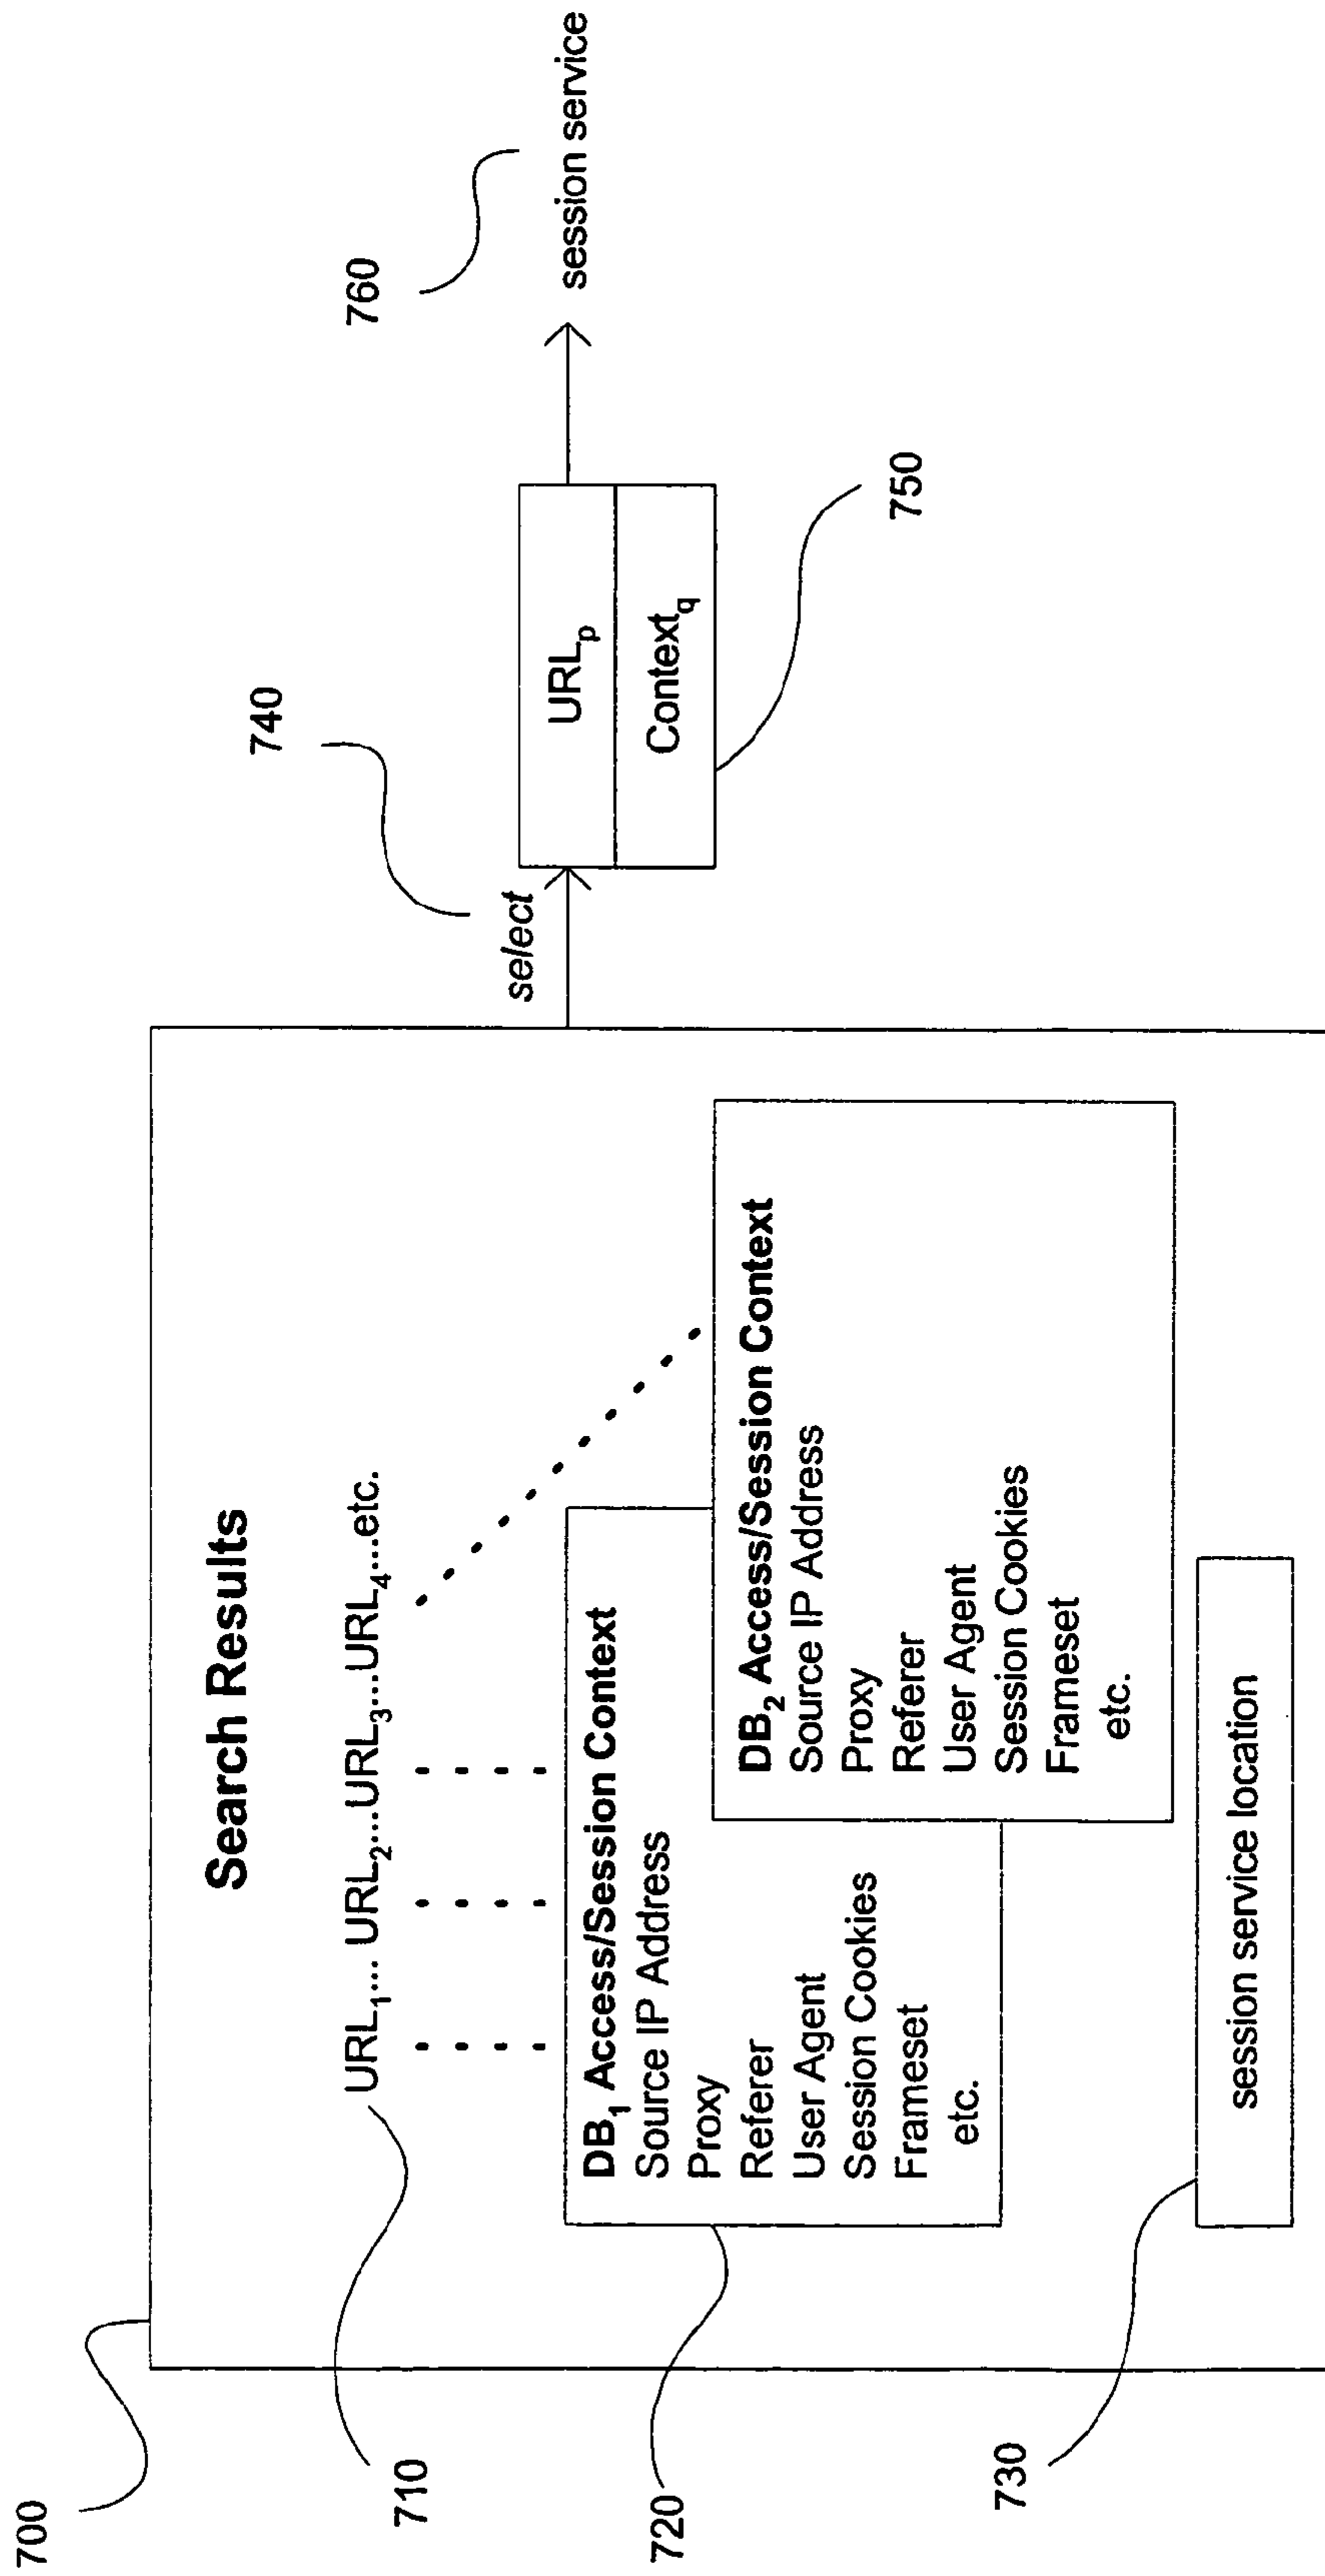 700
Search Results
710
URL₁... URL₂...URL₃...URL₄...etc.
720
DB₁ Access/Session Context
Source IP Address
Proxy
Referer
User Agent
Session Cookies
Frameset
etc.
DB₂ Access/Session Context
Source IP Address
Proxy
Referer
User Agent
Session Cookies
Frameset
etc.
730
session service location
740
select
URLₚ
Context_q
750
760
session service